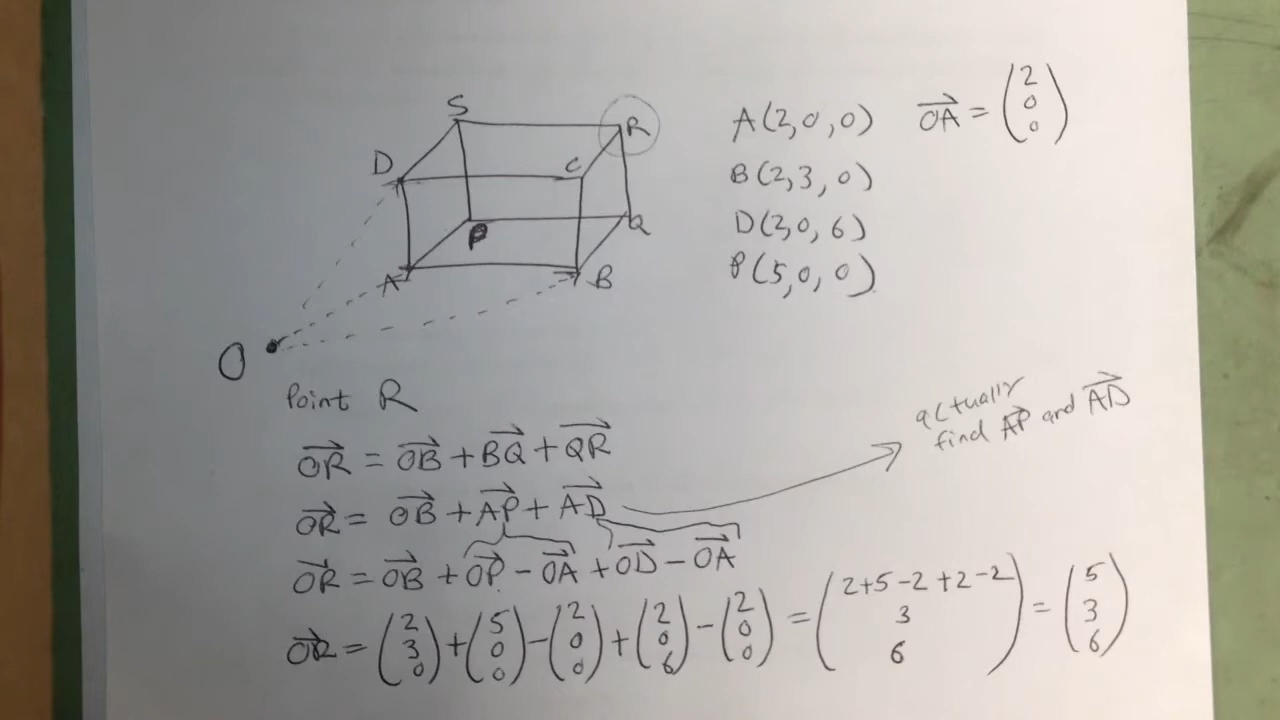 S
R
D
C
P
Q
A
B
O
A(2,0,0) OA = (2 0 0)
B(2,3,0)
D(2,0,6)
P(5,0,0)
Point R
OR = OB + BQ + QR
OR = OB + AP + AD
actually
find AP and AD
OR = OB + OP - OA + OD - OA
OR = (2 3 0) + (5 0 0) - (2 0 0) + (2 0 6) - (2 0 0) = (2+5-2+2-2 3 6) = (5 3 6)